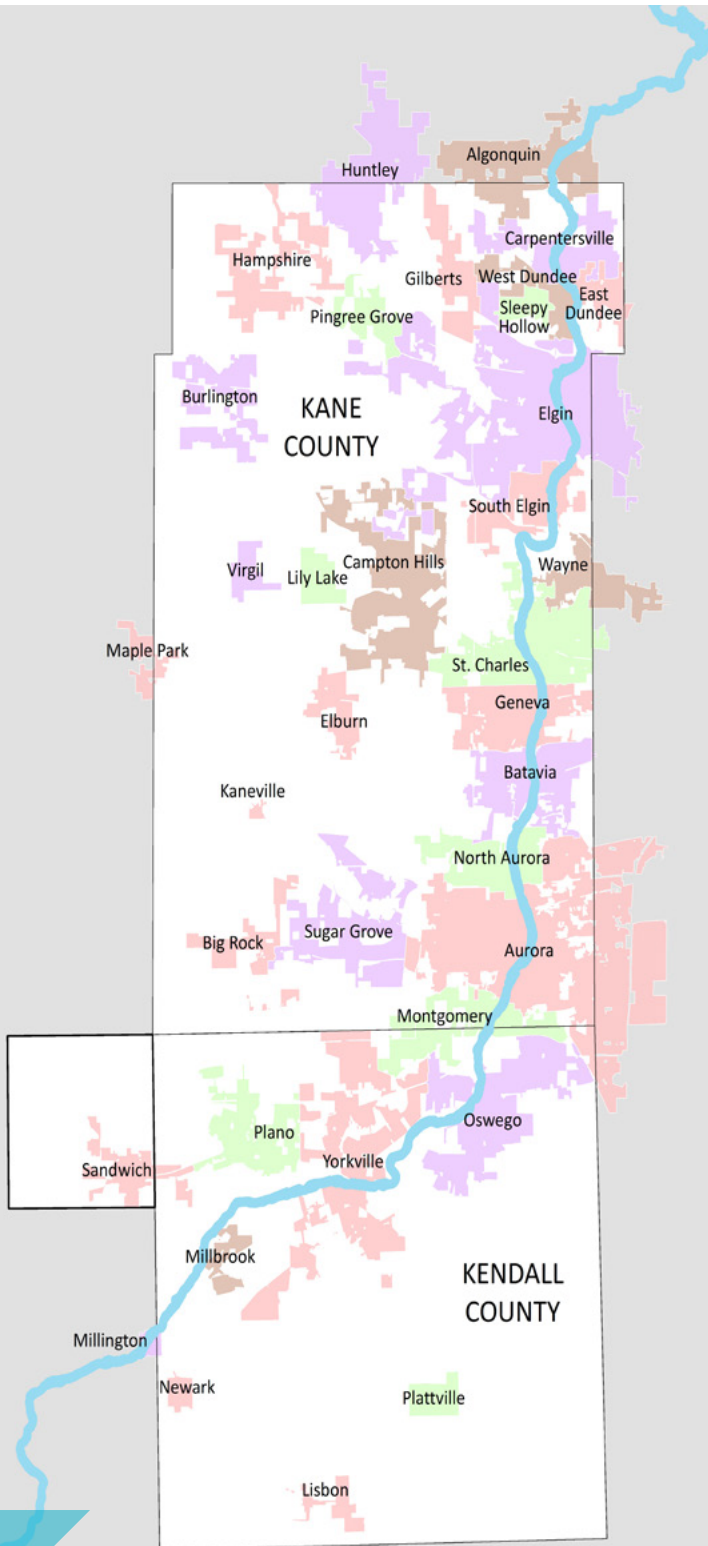 Algonquin
Huntley
Carpentersville
Hampshire
Gilberts
West Dundee
East
Dundee
Sleepy
Hollow
Pingree Grove
Burlington
KANE
COUNTY
Elgin
South Elgin
Campton Hills
Wayne
Virgil
Lily Lake
Maple Park
St. Charles
Geneva
Elburn
Batavia
Kaneville
North Aurora
Sugar Grove
Big Rock
Aurora
Montgomery
Oswego
Plano
Yorkville
Sandwich
Millbrook
KENDALL
COUNTY
Millington
Newark
Plattville
Lisbon